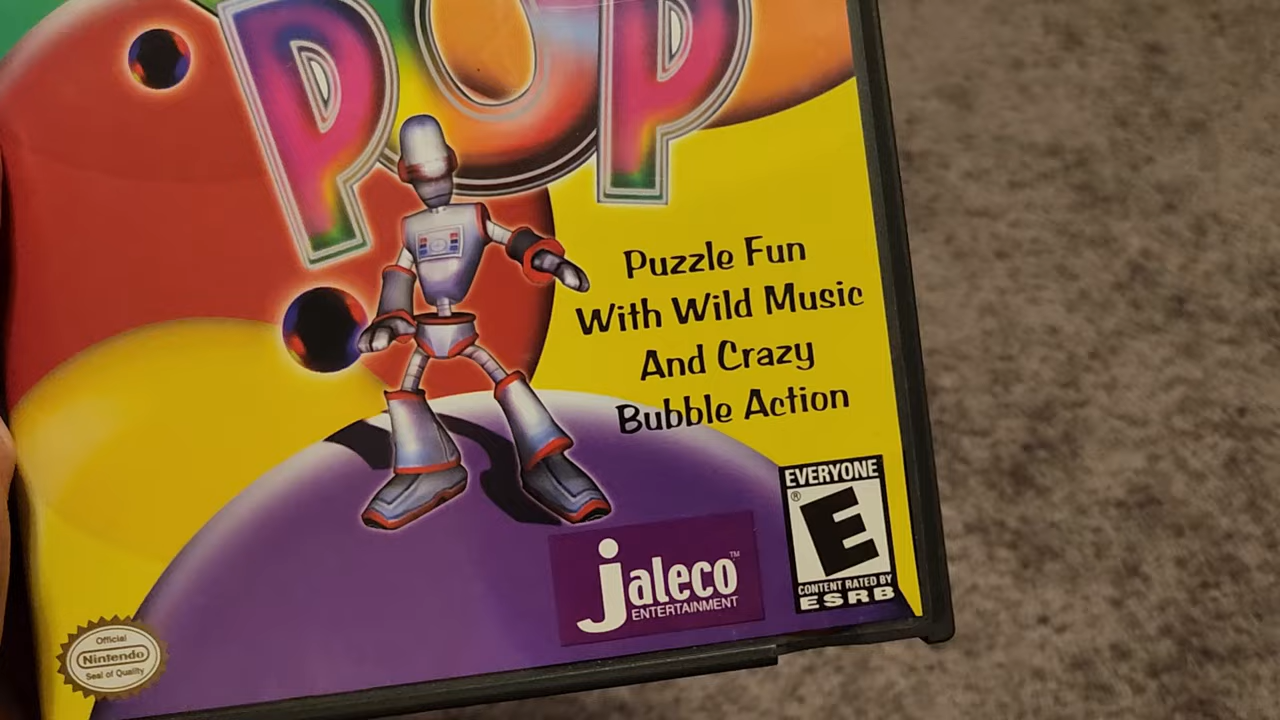 POP
Puzzle Fun
With Wild Music
And Crazy
Bubble Action
EVERYONE
®
E
CONTENT RATED BY
ESRB
jaleco™
ENTERTAINMENT
Official
Nintendo
Seal of Quality